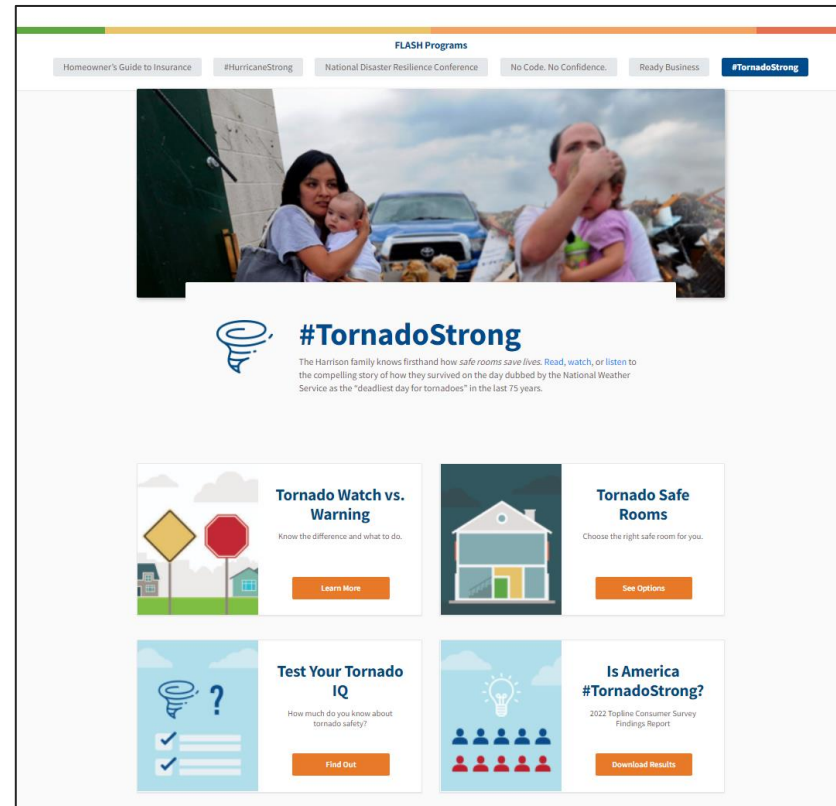 FLASH Programs
Homeowner's Guide to Insurance
#HurricaneStrong
National Disaster Resilience Conference
No Code. No Confidence.
Ready Business
#TornadoStrong
#TornadoStrong
The Harrison family knows firsthand how safe rooms save lives. Read, watch, or listen to
the compelling story of how they survived on the day dubbed by the National Weather
Service as the "deadliest day for tornadoes" in the last 75 years.
Tornado Watch vs.
Warning
Know the difference and what to do.
Learn More
Tornado Safe
Rooms
Choose the right safe room for you.
See Options
?
Test Your Tornado
IQ
How much do you know about
tornado safety?
Find Out
Is America
#TornadoStrong?
2022 Topline Consumer Survey
Findings Report
Download Results